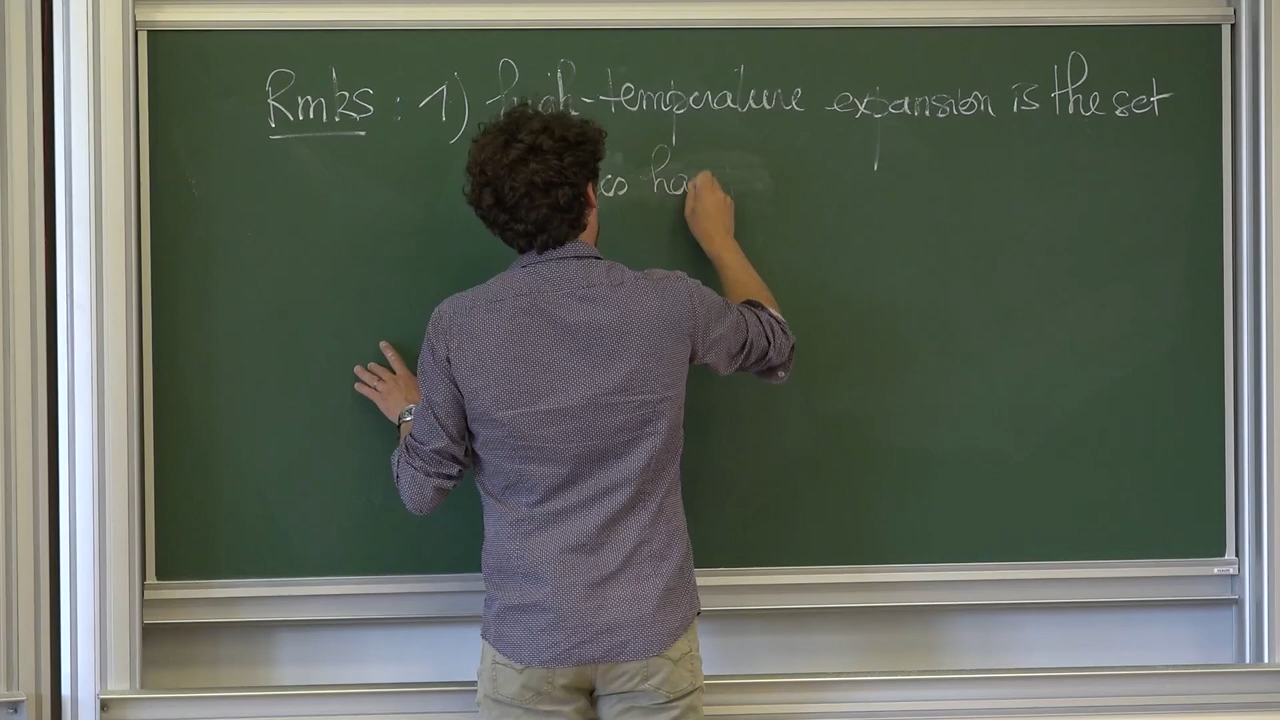 Rmks : 1) high-temperature expansion is the set